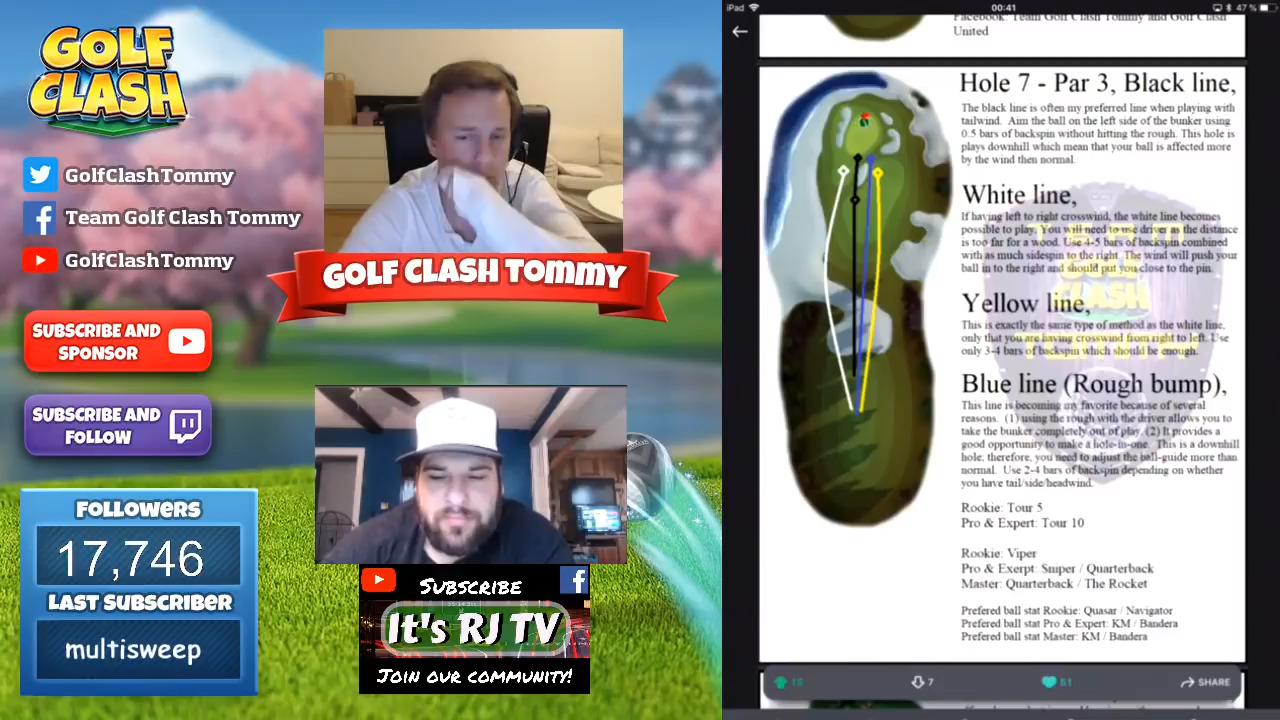 GOLF
CLASH
GolfClashTommy
Team Golf Clash Tommy
GolfClashTommy
SUBSCRIBE AND
SPONSOR
SUBSCRIBE AND
FOLLOW
FOLLOWERS
17,746
LAST SUBSCRIBER
multisweep
GOLF CLASH TOMMY
SUBSCRIBE
It's RJ TV
JOIN OUR COMMUNITY!
iPad
00:41
47 %
Facebook: Team Golf Clash Tommy and Golf Clash
United
Hole 7 - Par 3, Black line,
The black line is often my preferred line when playing with
tailwind. Aim the ball on the left side of the bunker using
0.5 bars of backspin without hitting the rough. This hole is
plays downhill which mean that your ball is affected more
by the wind then normal.
White line,
If having left to right crosswind, the white line becomes
possible to play. You will need to use driver as the distance
is too far for a wood. Use 4-5 bars of backspin combined
with as much sidespin to the right. The wind will push your
ball in to the right and should put you close to the pin.
Yellow line,
This is exactly the same type of method as the white line,
only that you are having crosswind from right to left. Use
only 3-4 bars of backspin which should be enough.
Blue line (Rough bump),
This line is becoming my favorite because of several
reasons. (1) using the rough with the driver allows you to
take the bunker completely out of play. (2) It provides a
good opportunity to make a hole-in-one. This is a downhill
hole; therefore, you need to adjust the ball-guide more than
normal. Use 2-4 bars of backspin depending on whether
you have tail/side/headwind.
Rookie: Tour 5
Pro & Expert: Tour 10
Rookie: Viper
Pro & Exerpt: Sniper / Quarterback
Master: Quarterback / The Rocket
Prefered ball stat Rookie: Quasar / Navigator
Prefered ball stat Pro & Expert: KM / Bandera
Prefered ball stat Master: KM / Bandera
7
51
SHARE